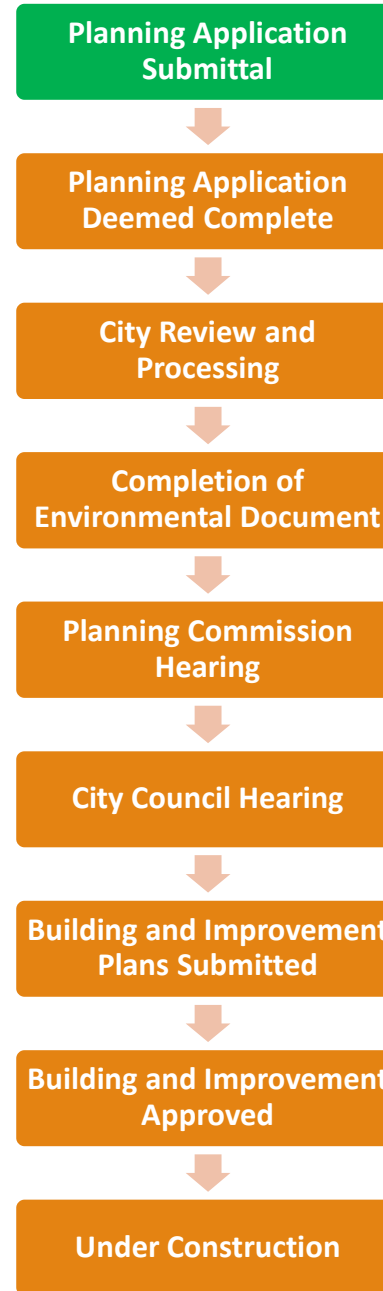 Planning Application
Submittal
Planning Application
Deemed Complete
City Review and
Processing
Completion of
Environmental Document
Planning Commission
Hearing
City Council Hearing
Building and Improvement
Plans Submitted
Building and Improvement
Approved
Under Construction